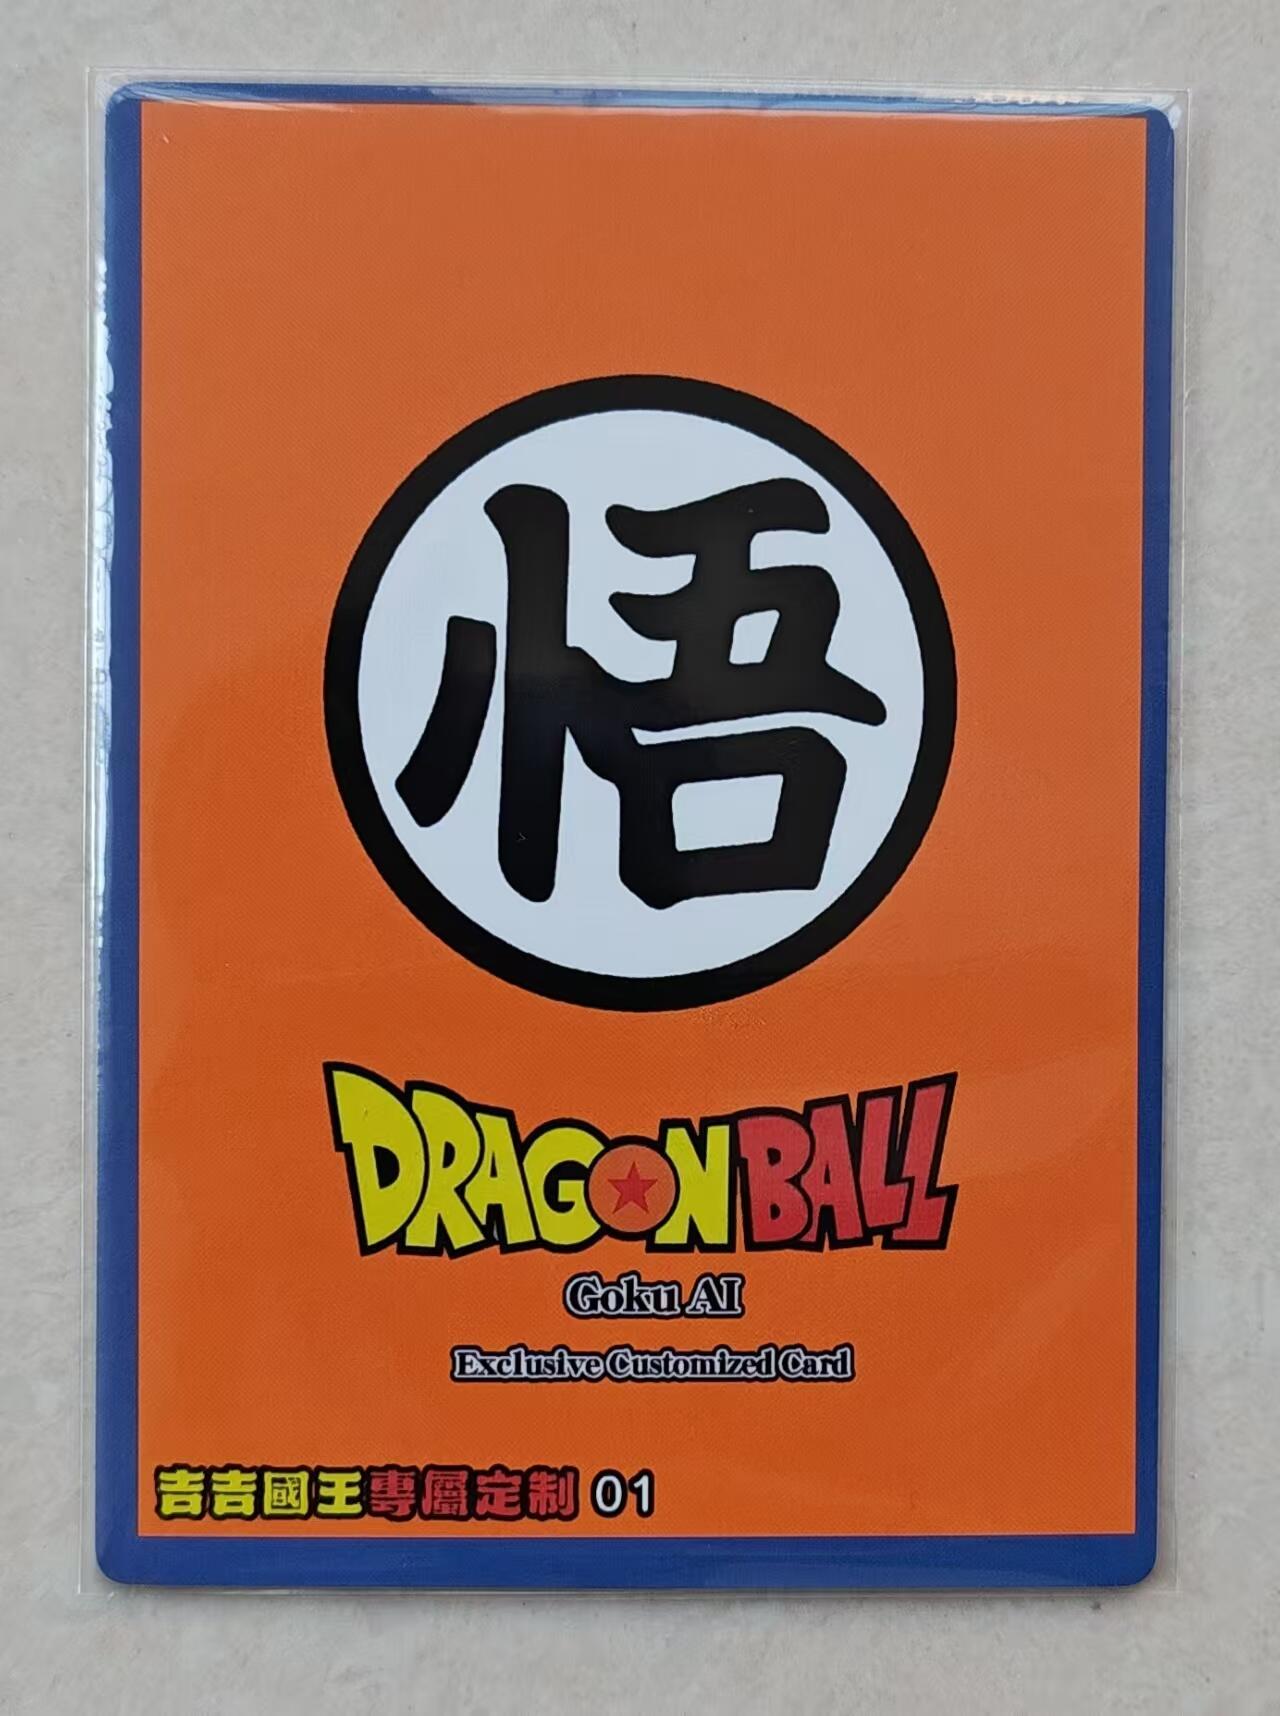 悟
DRAGON BALL
Goku AI
Exclusive Customized Card
吉吉國王專屬定制 01